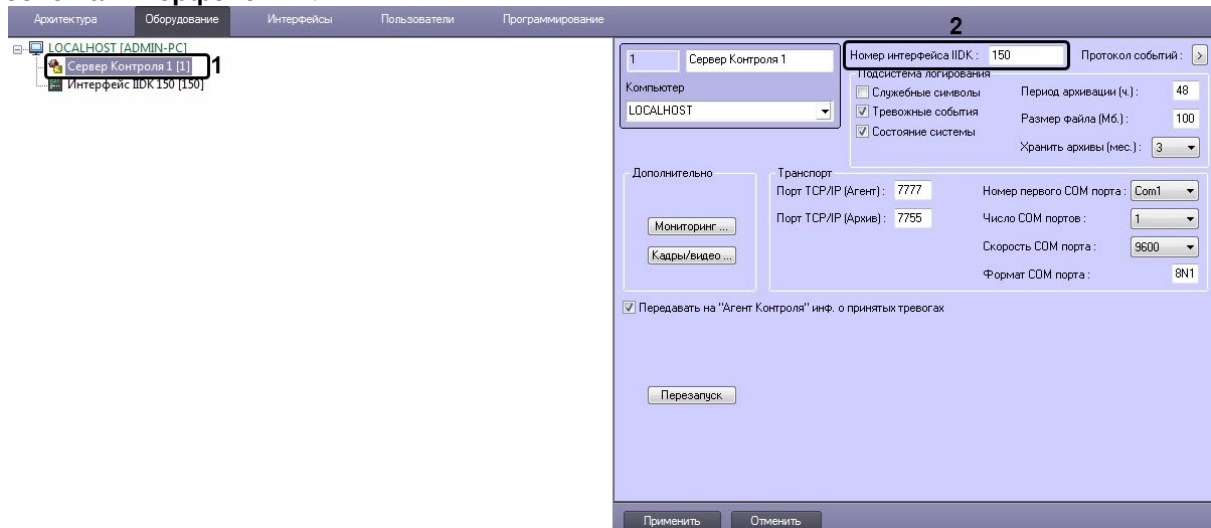 Архитектура Оборудование Интерфейсы Пользователи Программирование
2
LOCALHOST [ADMIN-PC]
Сервер Контроля 1 [1]
1
Интерфейс IIDK 150 [150]
1 Сервер Контроля 1
Компьютер
LOCALHOST
Номер интерфейса IIDK : 150
Протокол событий : >
Подсистема логирования
Служебные символы
Тревожные события
Состояние системы
Период архивации (ч.) : 48
Размер файла (Мб.) : 100
Хранить архивы (мес.) : 3
Дополнительно
Мониторинг ...
Кадры/видео ...
Транспорт
Порт TCP/IP (Агент) : 7777
Порт TCP/IP (Архив) : 7755
Номер первого COM порта : Com1
Число COM портов : 1
Скорость COM порта : 9600
Формат COM порта : 8N1
Передавать на "Агент Контроля" инф. о принятых тревогах
Перезапуск
Применить Отменить